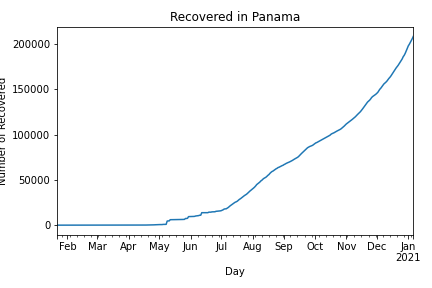 Recovered in Panama
200000
150000
100000
50000
0
Number of Recovered
Feb Mar Apr May Jun Jul Aug Sep Oct Nov Dec Jan
2021
Day